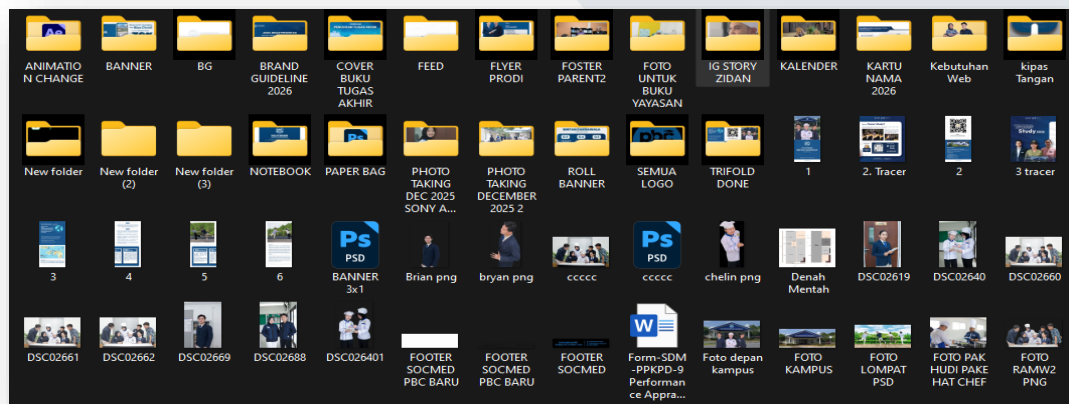 ANIMATIO
N CHANGE
BANNER
BG
BRAND
GUIDELINE
2026
COVER
BUKU
TUGAS
AKHIR
FEED
FLYER
PRODI
FOSTER
PARENT2
FOTO
UNTUK
BUKU
YAYASAN
IG STORY
ZIDAN
KALENDER
KARTU
NAMA
2026
Kebutuhan
Web
kipas
Tangan
New folder
New folder
(2)
New folder
(3)
NOTEBOOK
Ps
PAPER BAG
PHOTO
TAKING
DEC 2025
SONY A...
PHOTO
TAKING
DECEMBER
2025 2
ROLL
BANNER
SEMUA
LOGO
TRIFOLD
DONE
1
2. Tracer
2
Study
3 tracer
3
4
5
6
Ps
PSD
BANNER
3x1
Brian png
bryan png
ccccc
Ps
PSD
ccccc
chelin png
Denah
Mentah
DSC02619
DSC02640
DSC02660
DSC02661
DSC02662
DSC02669
DSC02688
DSC026401
FOOTER
SOCMED
PBC BARU
FOOTER
SOCMED
PBC BARU
FOOTER
SOCMED
W
Form-SDM
-PPKPD-9
Performan
ce Appra...
Foto depan
kampus
FOTO
KAMPUS
FOTO
LOMPAT
PSD
FOTO PAK
HUDI PAKE
HAT CHEF
FOTO
RAMW2
PNG